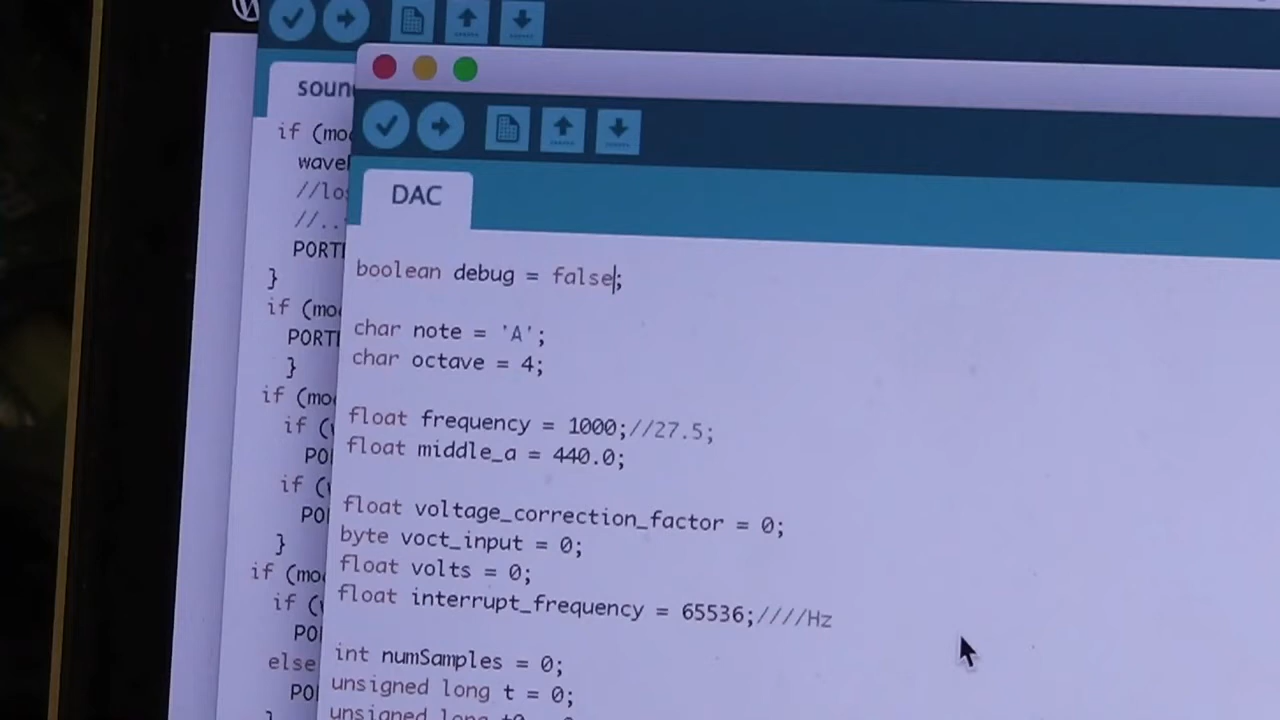 soun
if (mo
wave
//lo
//..
PORT
}
if (mo
PORT
}
if (mo
if (
PO
if (
PO
}
if (mo
if (
PO
else
PO
DAC
boolean debug = false;
char note = 'A';
char octave = 4;
float frequency = 1000;//27.5;
float middle_a = 440.0;
float voltage_correction_factor = 0;
byte voct_input = 0;
float volts = 0;
float interrupt_frequency = 65536;////Hz
int numSamples = 0;
unsigned long t = 0;
unsigned long